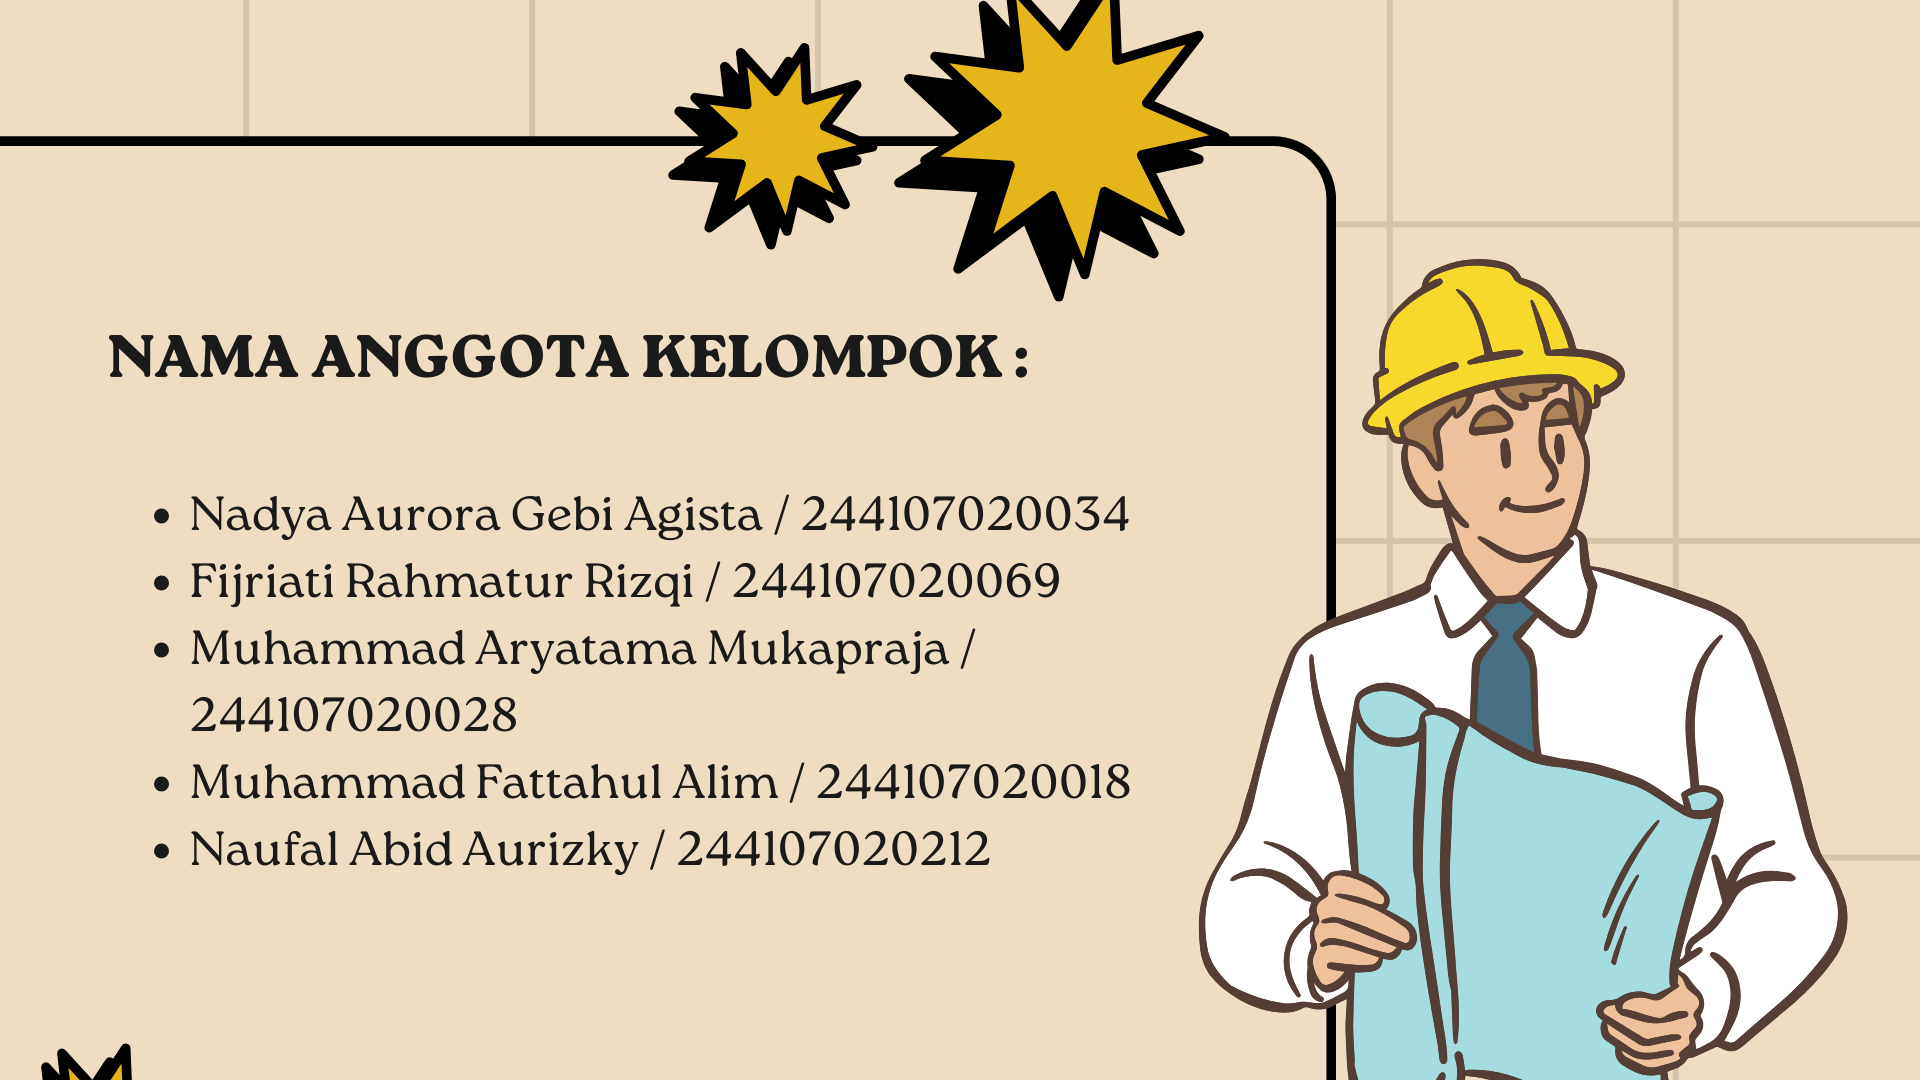 NAMA ANGGOTA KELOMPOK :
• Nadya Aurora Gebi Agista / 244107020034
• Fijriati Rahmatur Rizqi / 244107020069
• Muhammad Aryatama Mukapraja /
244107020028
• Muhammad Fattahul Alim / 244107020018
• Naufal Abid Aurizky / 244107020212